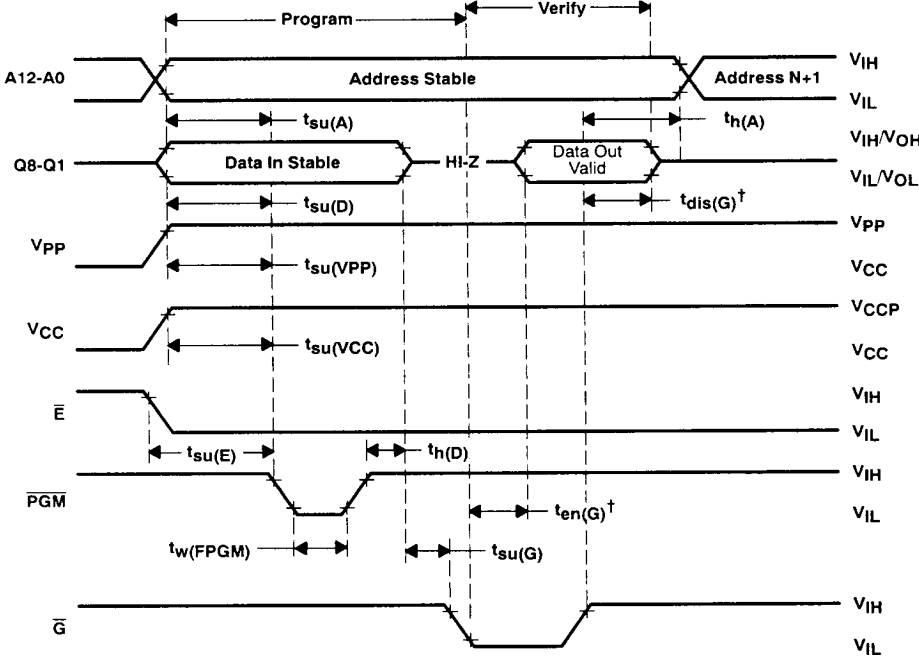 Program
Verify
A12-A0
Address Stable
Address N+1
VIH
VIL
tsu(A)
th(A)
Q8-Q1
Data In Stable
HI-Z
Data Out
Valid
VIH/VOH
VIL/VOL
tsu(D)
tdis(G)†
VPP
VPP
tsu(VPP)
VCC
VCC
VCCP
tsu(VCC)
VCC
E̅
VIH
VIL
tsu(E)
th(D)
P̅G̅M̅
VIH
VIL
ten(G)†
tw(FPGM)
tsu(G)
G̅
VIH
VIL